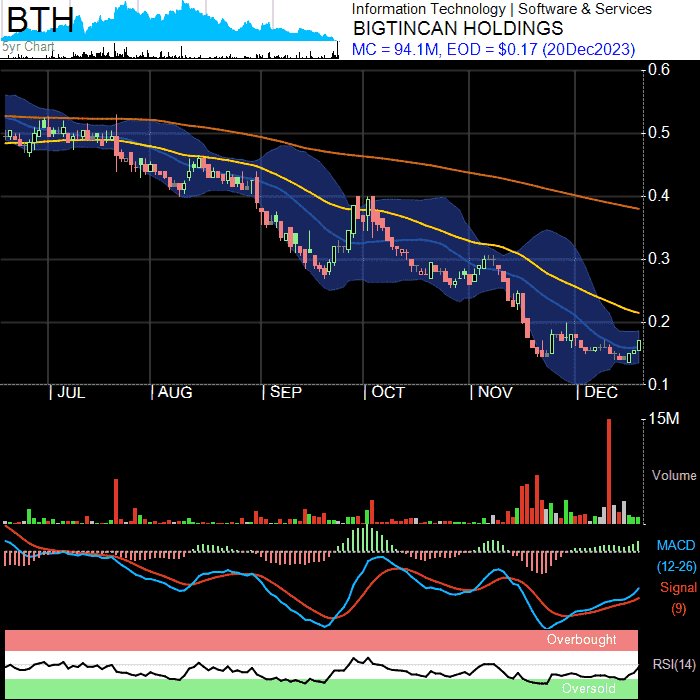 BTH
5yr Chart
Information Technology | Software & Services
BIGTINCAN HOLDINGS
MC = 94.1M, EOD = $0.17 (20Dec2023)
0.6
0.5
0.4
0.3
0.2
0.1
| JUL | AUG | SEP | OCT | NOV | DEC
15M
Volume
MACD
(12-26)
Signal
(9)
Overbought
RSI(14)
Oversold